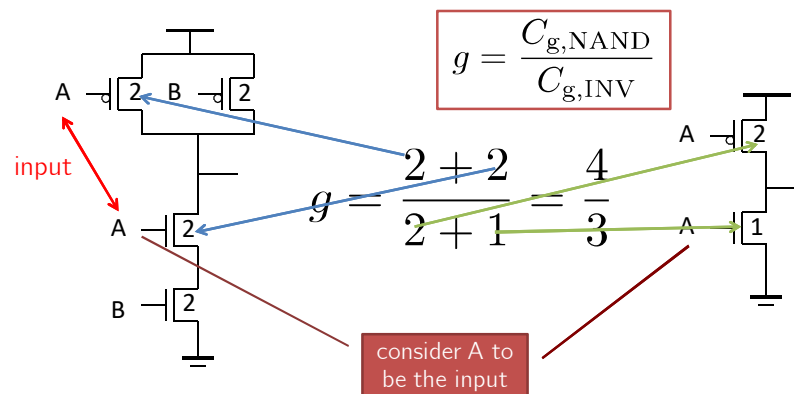 g = C_g,NAND / C_g,INV
A 2 B 2
A 2
input
g = (2 + 2) / (2 + 1) = 4/3
A 2
A 1
B 2
consider A to
be the input